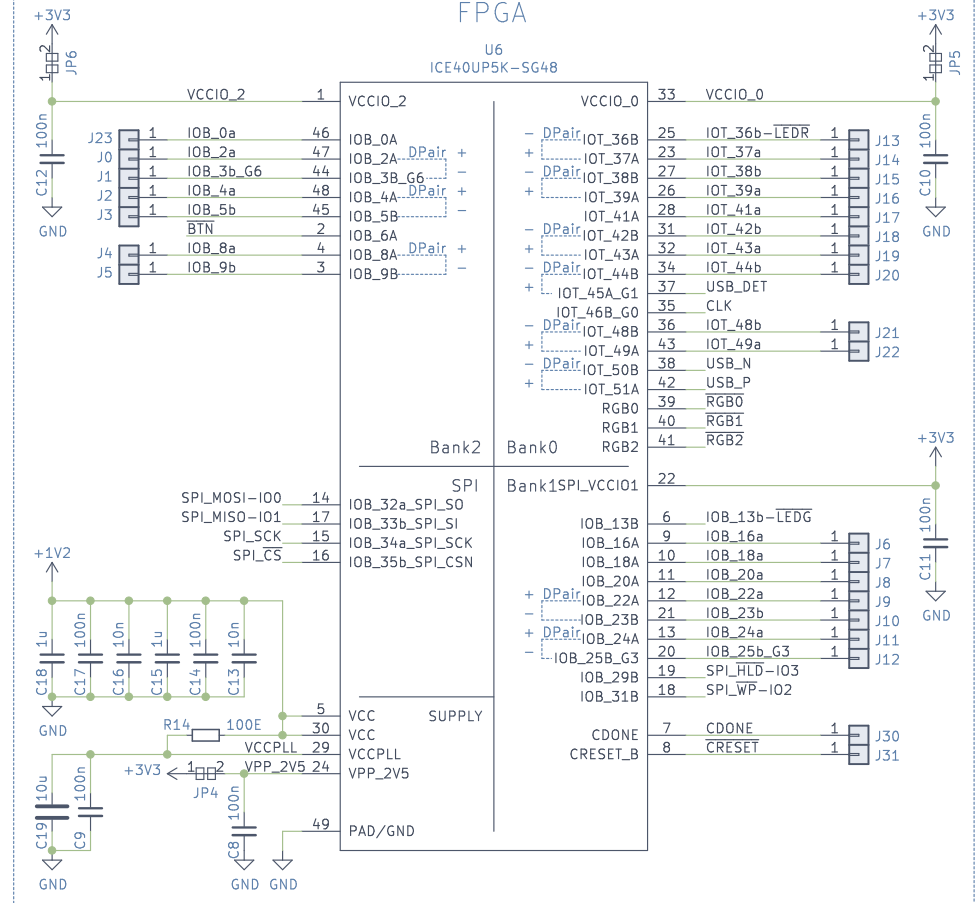 FPGA
+3V3
JP6
1 2
VCCIO_2
C12 100n
GND
U6
ICE40UP5K-SG48
+3V3
JP5
1 2
VCCIO_0
C10 100n
GND
1 VCCIO_2
J23 1 IOB_0a 46 IOB_0A
J0 1 IOB_2a 47 IOB_2A DPair +
J1 1 IOB_3b_G6 44 IOB_3B_G6 -
J2 1 IOB_4a 48 IOB_4A DPair +
J3 1 IOB_5b 45 IOB_5B -
BTN 2 IOB_6A
J4 1 IOB_8a 4 IOB_8A DPair +
J5 1 IOB_9b 3 IOB_9B -
VCCIO_0 33
- DPair IOT_36B 25 IOT_36b-LEDR 1 J13
+ IOT_37A 23 IOT_37a 1 J14
- DPair IOT_38B 27 IOT_38b 1 J15
+ IOT_39A 26 IOT_39a 1 J16
IOT_41A 28 IOT_41a 1 J17
- DPair IOT_42B 31 IOT_42b 1 J18
+ IOT_43A 32 IOT_43a 1 J19
- DPair IOT_44B 34 IOT_44b 1 J20
+ IOT_45A_G1 37 USB_DET
IOT_46B_G0 35 CLK
- DPair IOT_48B 36 IOT_48b 1 J21
+ IOT_49A 43 IOT_49a 1 J22
- DPair IOT_50B 38 USB_N
+ IOT_51A 42 USB_P
RGB0 39 RGB0
RGB1 40 RGB1
RGB2 41 RGB2
Bank2 Bank0
SPI Bank1
SPI_MOSI-IO0 14 IOB_32a_SPI_SO
SPI_MISO-IO1 17 IOB_33b_SPI_SI
SPI_SCK 15 IOB_34a_SPI_SCK
SPI_CS 16 IOB_35b_SPI_CSN
SPI_VCCIO1 22
+3V3
C11 100n
GND
IOB_13B 6 IOB_13b-LEDG
IOB_16A 9 IOB_16a 1 J6
IOB_18A 10 IOB_18a 1 J7
IOB_20A 11 IOB_20a 1 J8
+ DPair IOB_22A 12 IOB_22a 1 J9
- IOB_23B 21 IOB_23b 1 J10
+ DPair IOB_24A 13 IOB_24a 1 J11
- IOB_25B_G3 20 IOB_25b_G3 1 J12
IOB_29B 19 SPI_HLD-IO3
IOB_31B 18 SPI_WP-IO2
CDONE 7 CDONE 1 J30
CRESET_B 8 CRESET 1 J31
+1V2
C18 1u
C17 100n
C16 10n
C15 1u
C14 100n
C13 10n
GND
SUPPLY
5 VCC
R14 100E 30 VCC
VCCPLL 29 VCCPLL
+3V3 1 2 VPP_2V5 24 VPP_2V5
JP4
C19 10u
C9 100n
C8 100n
49 PAD/GND
GND
GND
GND